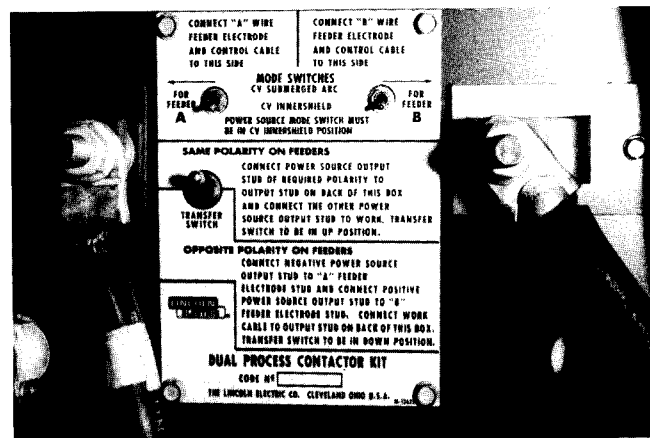 CONNECT "A" WIRE
FEEDER ELECTRODE
AND CONTROL CABLE
TO THIS SIDE
CONNECT "B" WIRE
FEEDER ELECTRODE
AND CONTROL CABLE
TO THIS SIDE
MODE SWITCHES
CV SUBMERGED ARC
FOR
FEEDER
A
CV INNERSHIELD
FOR
FEEDER
B
POWER SOURCE MODE SWITCH MUST
BE IN CV INNERSHIELD POSITION
SAME POLARITY ON FEEDERS
CONNECT POWER SOURCE OUTPUT
STUD OF REQUIRED POLARITY TO
OUTPUT STUD ON BACK OF THIS BOX
AND CONNECT THE OTHER POWER
SOURCE OUTPUT STUD TO WORK. TRANSFER
SWITCH TO BE IN UP POSITION.
TRANSFER
SWITCH
OPPOSITE POLARITY ON FEEDERS
CONNECT NEGATIVE POWER SOURCE
OUTPUT STUD TO "A" FEEDER
ELECTRODE STUD AND CONNECT POSITIVE
POWER SOURCE OUTPUT STUD TO "B"
FEEDER ELECTRODE STUD. CONNECT WORK
CABLE TO OUTPUT STUD ON BACK OF THIS BOX.
TRANSFER SWITCH TO BE IN DOWN POSITION.
LINCOLN
ELECTRIC
DUAL PROCESS CONTACTOR KIT
CODE Nº
THE LINCOLN ELECTRIC CO. CLEVELAND OHIO U.S.A.